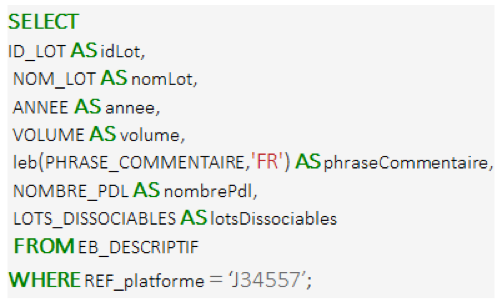 SELECT
ID_LOT AS idLot,
NOM_LOT AS nomLot,
ANNEE AS annee,
VOLUME AS volume,
leb(PHRASE_COMMENTAIRE,'FR') AS phraseCommentaire,
NOMBRE_PDL AS nombrePdl,
LOTS_DISSOCIABLES AS lotsDissociables
FROM EB_DESCRIPTIF
WHERE REF_platforme = ‘J34557’;